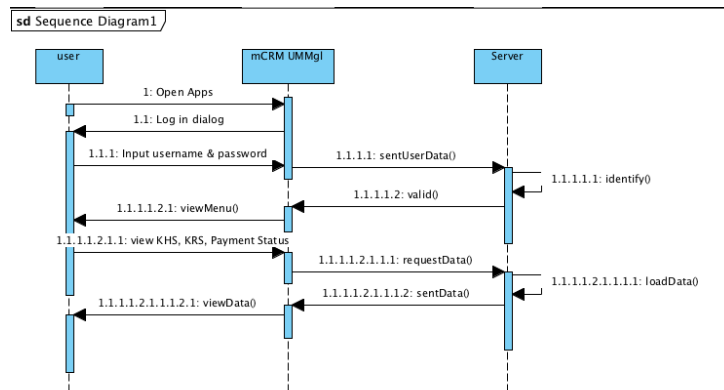 sd Sequence Diagram1
user
mCRM UMMgl
Server
1: Open Apps
1.1: Log in dialog
1.1.1: Input username & password
1.1.1.1: sentUserData()
1.1.1.1.1: identify()
1.1.1.1.2: valid()
1.1.1.1.2.1: viewMenu()
1.1.1.1.2.1.1: view KHS, KRS, Payment Status
1.1.1.1.2.1.1.1: requestData()
1.1.1.1.2.1.1.1.1: loadData()
1.1.1.1.2.1.1.1.2: sentData()
1.1.1.1.2.1.1.1.2.1: viewData()